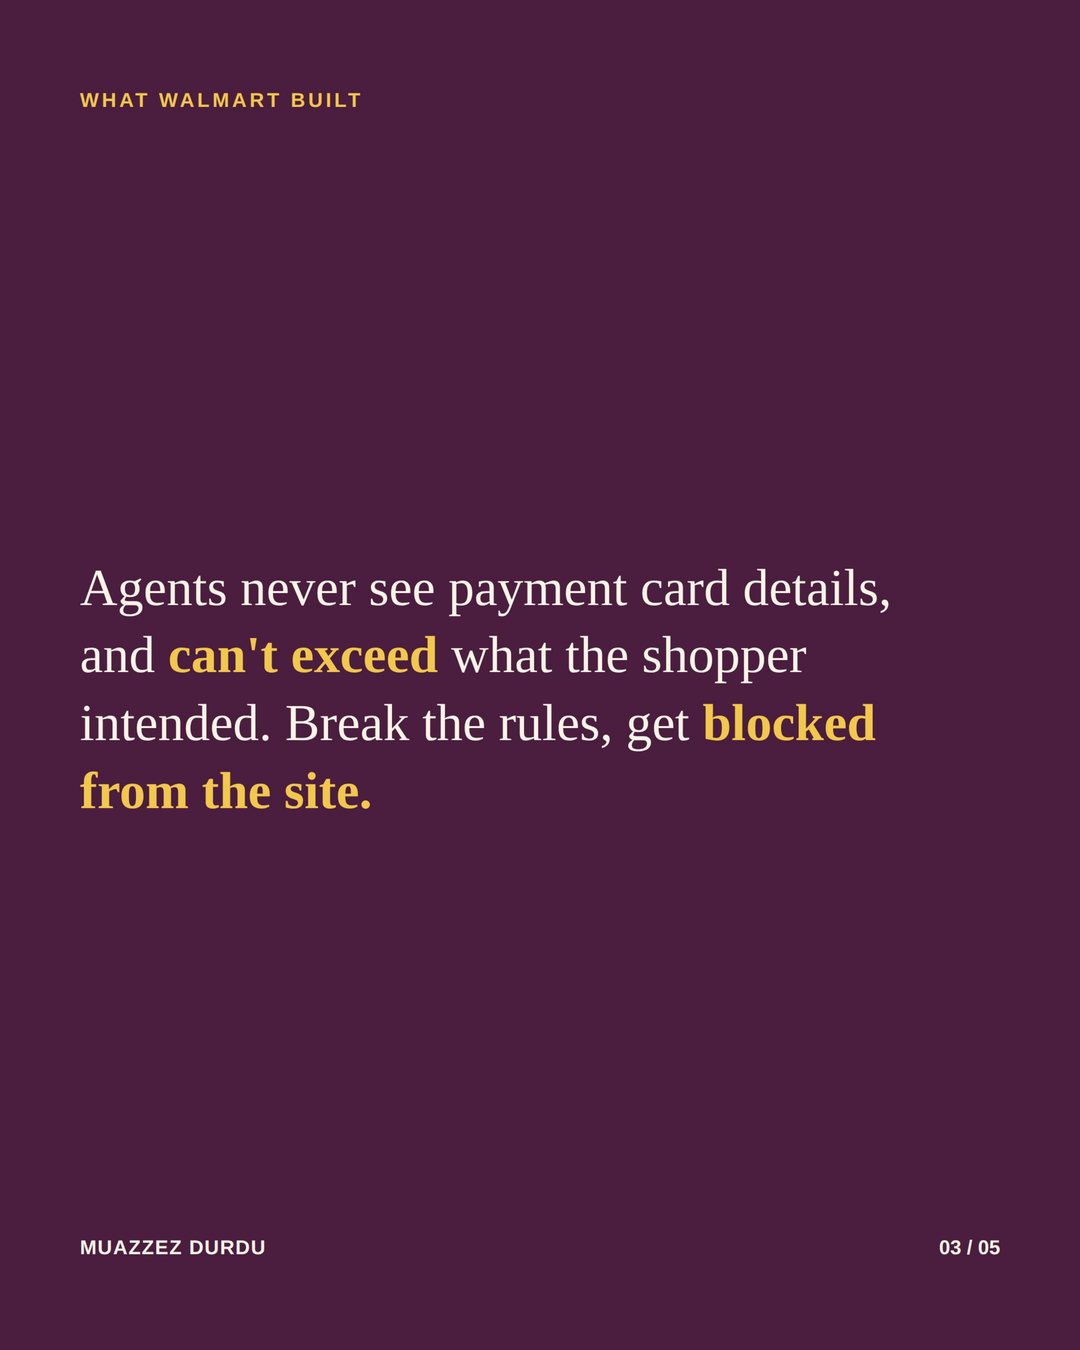 WHAT WALMART BUILT
Agents never see payment card details,
and can't exceed what the shopper
intended. Break the rules, get blocked
from the site.
MUAZZEZ DURDU
03 / 05